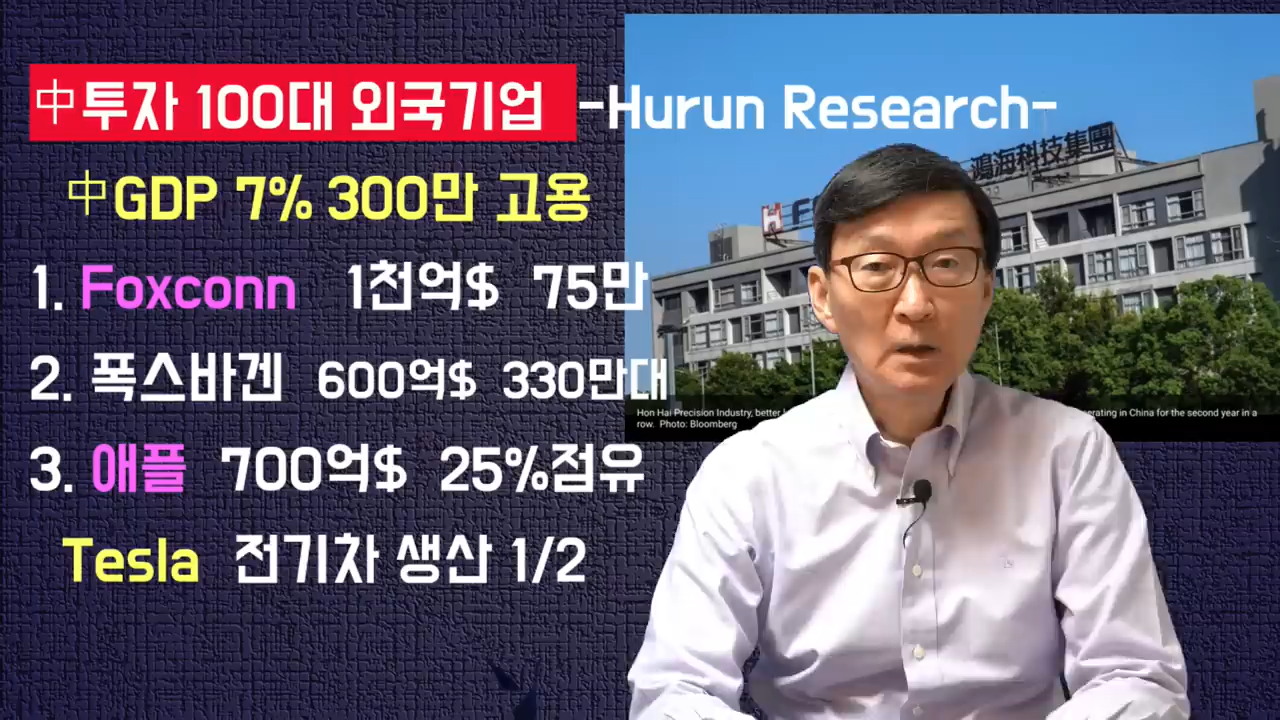 中투자 100대 외국기업 -Hurun Research-
鴻海科技集團
中GDP 7% 300만 고용
1. Foxconn 1천억$ 75만
2. 폭스바겐 600억$ 330만대
Hon Hai Precision Industry, better erating in China for the second year in a
row. Photo: Bloomberg
3. 애플 700억$ 25%점유
Tesla 전기차 생산 1/2